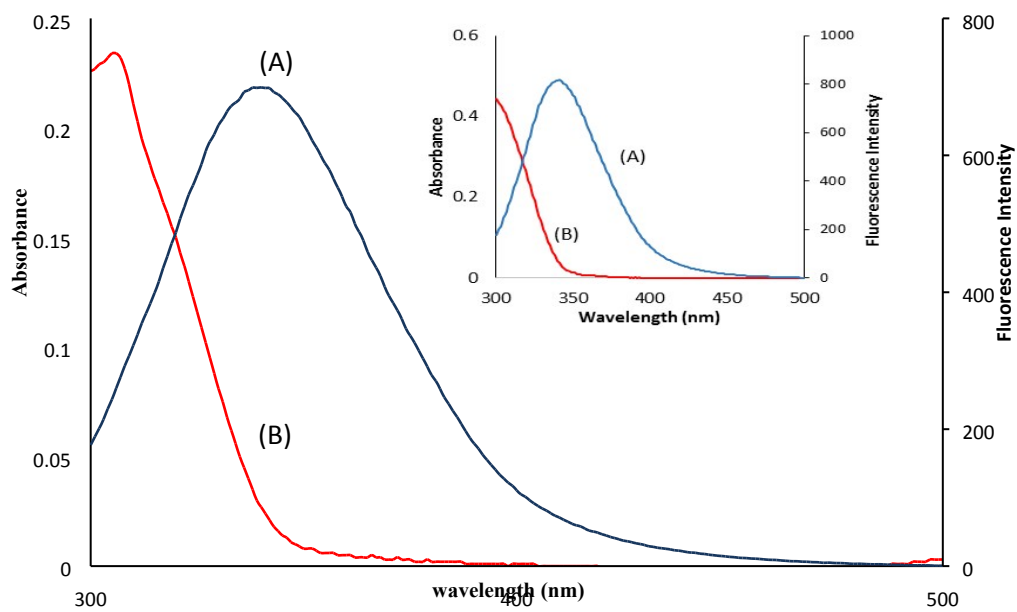 0.25
0.2
0.15
0.1
0.05
0
Absorbance
300
400
500
wavelength (nm)
800
600
400
200
0
Fluorescence Intensity
(A)
(B)
0.6
0.4
0.2
0
Absorbance
300
350
400
450
500
Wavelength (nm)
1000
800
600
400
200
0
Fluorescence Intensity
(A)
(B)